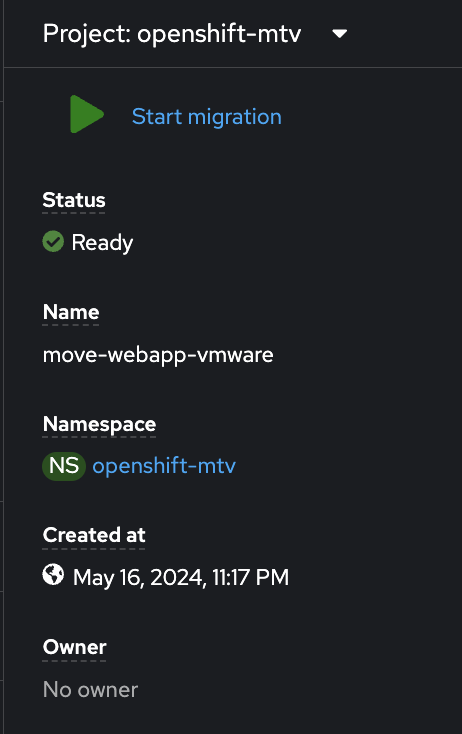 Project: openshift-mtv
Start migration
Status
Ready
Name
move-webapp-vmware
Namespace
NS openshift-mtv
Created at
May 16, 2024, 11:17 PM
Owner
No owner